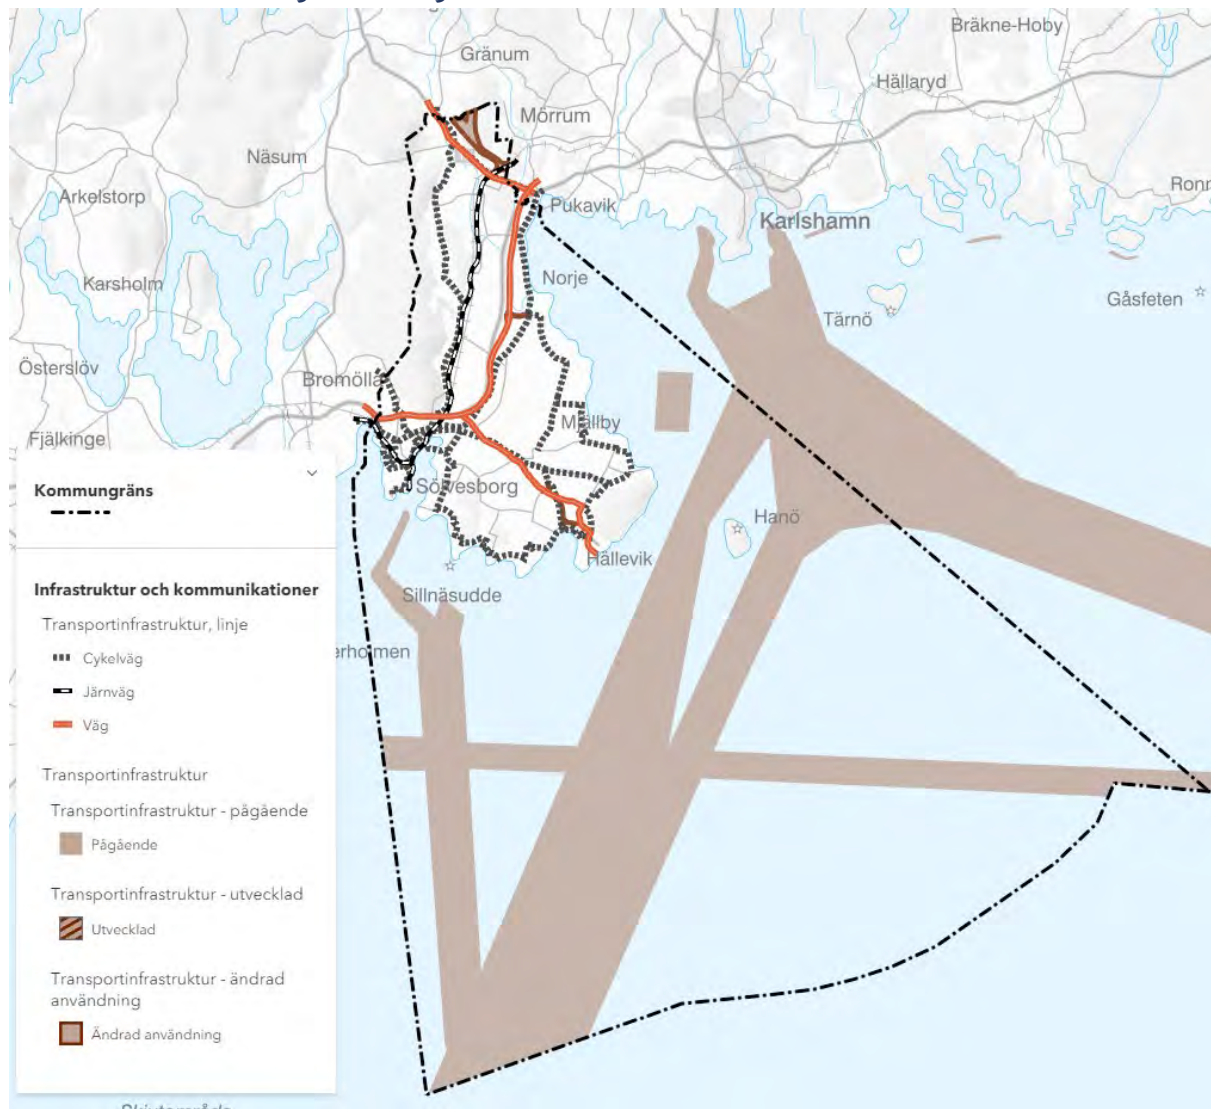 Bräkne-Hoby
Gränum
Hällaryd
Mörrum
Näsum
Ronn
Arkelstorp
Pukavik
Karlshamn
Norje
Karsholm
Gåsfeten
Tärnö
Österslöv
Bromölla
Mjällby
Fjälkinge
Sölvesborg
Hanö
Hällevik
Sillnäsudde
erholmen
Kommungräns
Infrastruktur och kommunikationer
Transportinfrastruktur, linje
Cykelväg
Järnväg
Väg
Transportinfrastruktur
Transportinfrastruktur - pågående
Pågående
Transportinfrastruktur - utvecklad
Utvecklad
Transportinfrastruktur - ändrad
användning
Ändrad användning